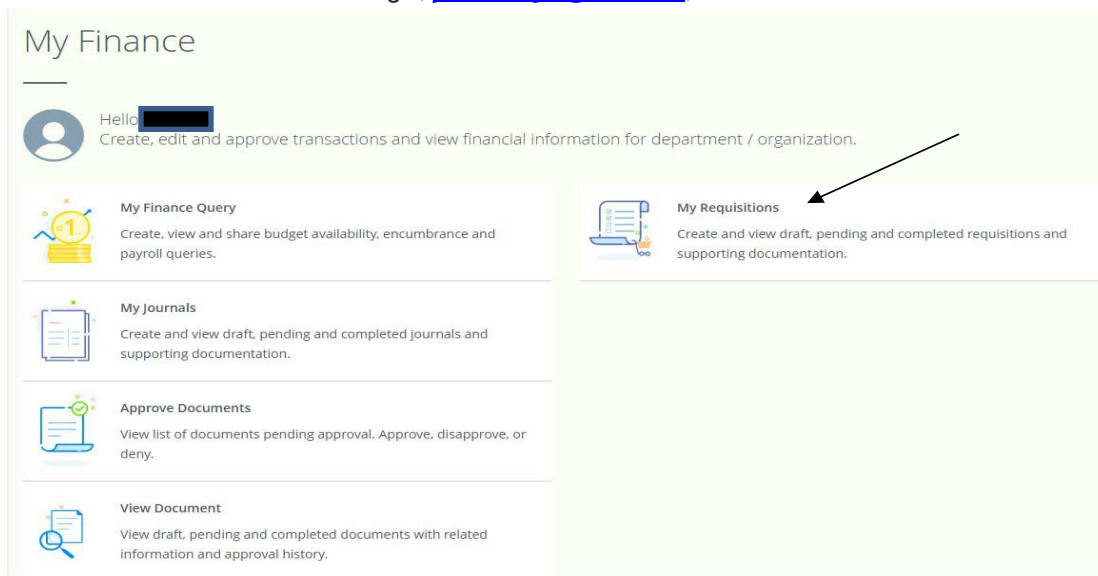 My Finance
Hello
Create, edit and approve transactions and view financial information for department / organization.
My Finance Query
Create, view and share budget availability, encumbrance and
payroll queries.
My Requisitions
Create and view draft, pending and completed requisitions and
supporting documentation.
My Journals
Create and view draft, pending and completed journals and
supporting documentation.
Approve Documents
View list of documents pending approval. Approve, disapprove, or
deny.
View Document
View draft, pending and completed documents with related
information and approval history.